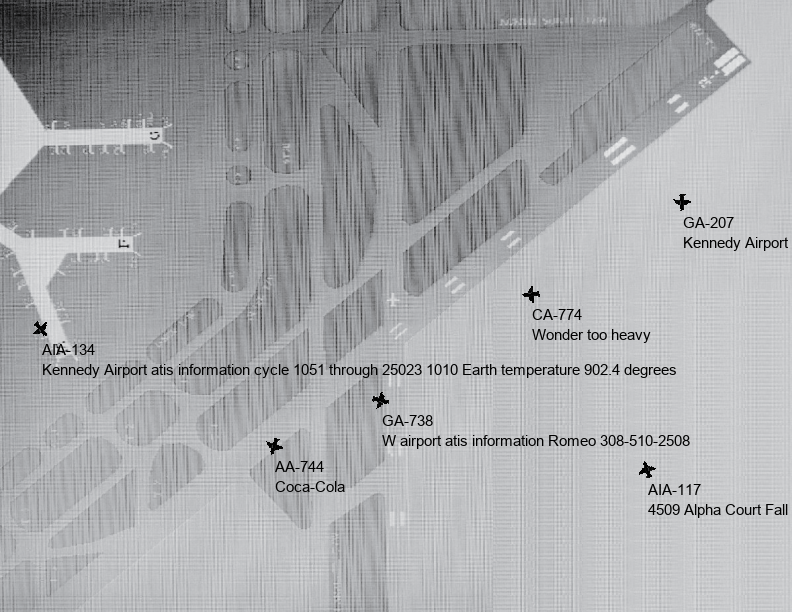 G
F
GA-207
Kennedy Airport
CA-774
Wonder too heavy
AIA-134
Kennedy Airport atis information cycle 1051 through 25023 1010 Earth temperature 902.4 degrees
GA-738
W airport atis information Romeo 308-510-2508
AA-744
Coca-Cola
AIA-117
4509 Alpha Court Fall